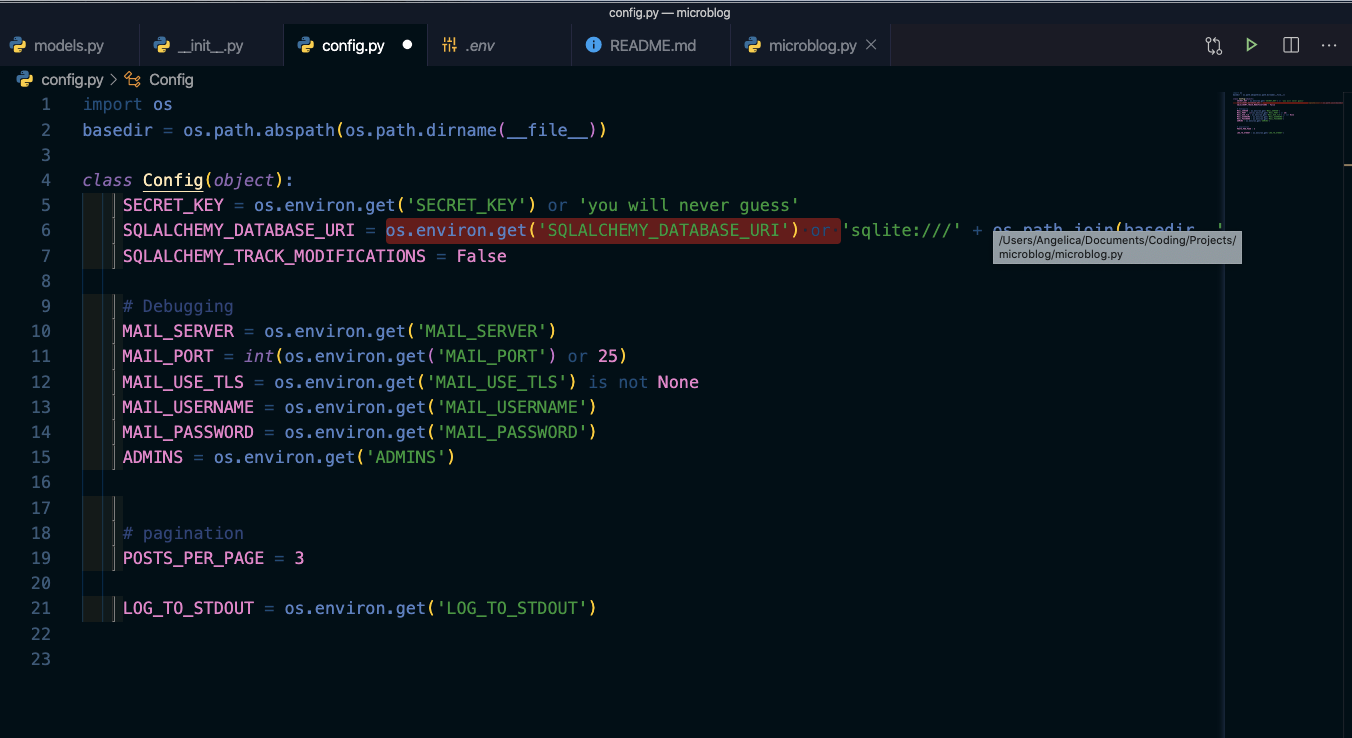 config.py — microblog
models.py __init__.py config.py .env README.md microblog.py
config.py > Config
1 import os
2 basedir = os.path.abspath(os.path.dirname(__file__))
3
4 class Config(object):
5 SECRET_KEY = os.environ.get('SECRET_KEY') or 'you will never guess'
6 SQLALCHEMY_DATABASE_URI = os.environ.get('SQLALCHEMY_DATABASE_URI') or 'sqlite:///' + os.path.join(basedir, '
/Users/Angelica/Documents/Coding/Projects/
microblog/microblog.py
7 SQLALCHEMY_TRACK_MODIFICATIONS = False
8
9 # Debugging
10 MAIL_SERVER = os.environ.get('MAIL_SERVER')
11 MAIL_PORT = int(os.environ.get('MAIL_PORT') or 25)
12 MAIL_USE_TLS = os.environ.get('MAIL_USE_TLS') is not None
13 MAIL_USERNAME = os.environ.get('MAIL_USERNAME')
14 MAIL_PASSWORD = os.environ.get('MAIL_PASSWORD')
15 ADMINS = os.environ.get('ADMINS')
16
17
18 # pagination
19 POSTS_PER_PAGE = 3
20
21 LOG_TO_STDOUT = os.environ.get('LOG_TO_STDOUT')
22
23